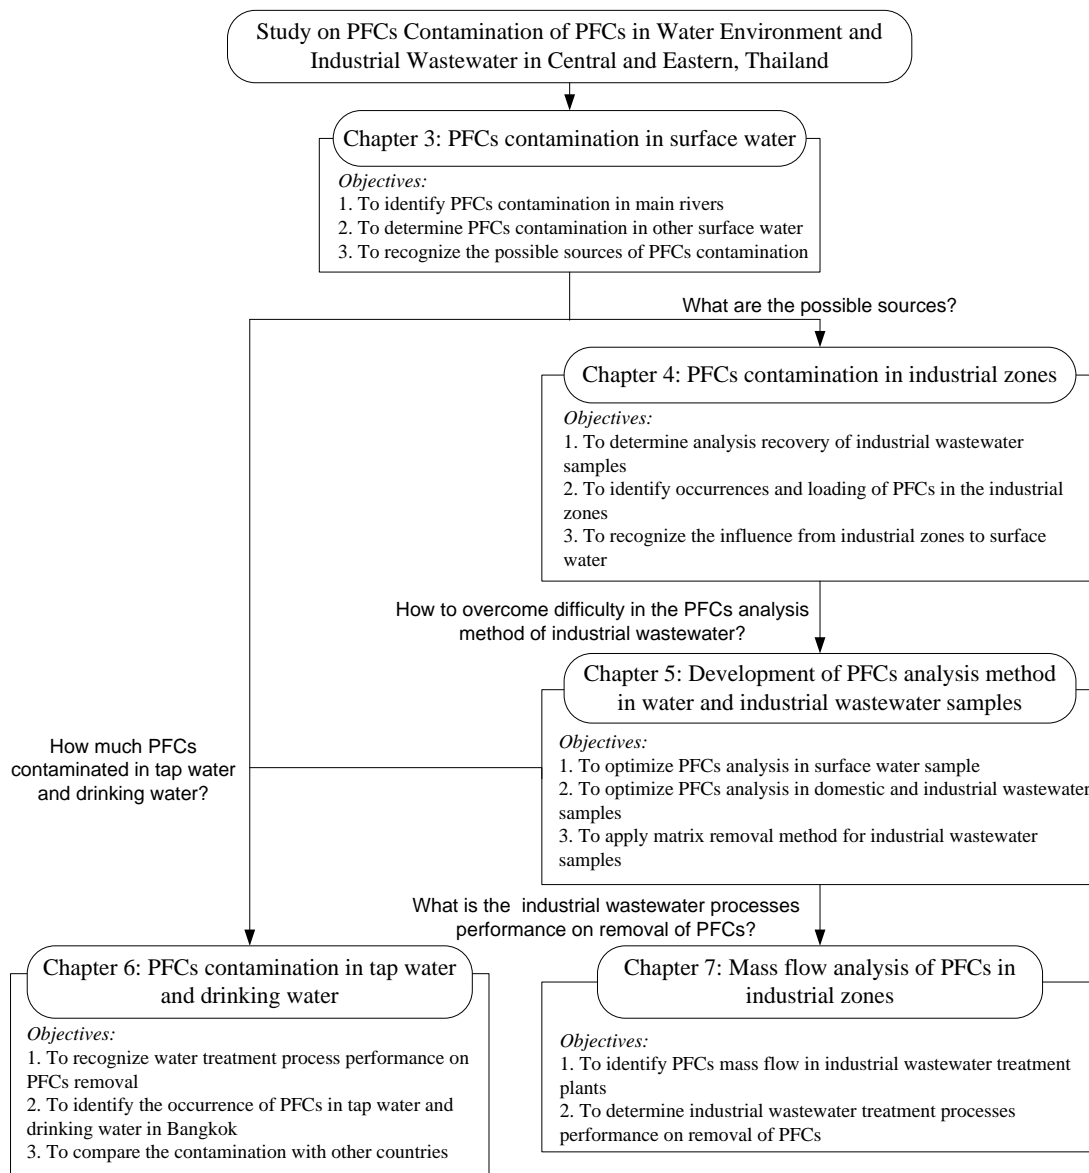 Study on PFCs Contamination of PFCs in Water Environment and
Industrial Wastewater in Central and Eastern, Thailand
Chapter 3: PFCs contamination in surface water
Objectives:
1. To identify PFCs contamination in main rivers
2. To determine PFCs contamination in other surface water
3. To recognize the possible sources of PFCs contamination
What are the possible sources?
Chapter 4: PFCs contamination in industrial zones
Objectives:
1. To determine analysis recovery of industrial wastewater
samples
2. To identify occurrences and loading of PFCs in the industrial
zones
3. To recognize the influence from industrial zones to surface
water
How to overcome difficulty in the PFCs analysis
method of industrial wastewater?
Chapter 5: Development of PFCs analysis method
in water and industrial wastewater samples
Objectives:
1. To optimize PFCs analysis in surface water sample
2. To optimize PFCs analysis in domestic and industrial wastewater
samples
3. To apply matrix removal method for industrial wastewater
samples
How much PFCs
contaminated in tap water
and drinking water?
What is the  industrial wastewater processes
performance on removal of PFCs?
Chapter 6: PFCs contamination in tap water
and drinking water
Objectives:
1. To recognize water treatment process performance on
PFCs removal
2. To identify the occurrence of PFCs in tap water and
drinking water in Bangkok
3. To compare the contamination with other countries
Chapter 7: Mass flow analysis of PFCs in
industrial zones
Objectives:
1. To identify PFCs mass flow in industrial wastewater treatment
plants
2. To determine industrial wastewater treatment processes
performance on removal of PFCs